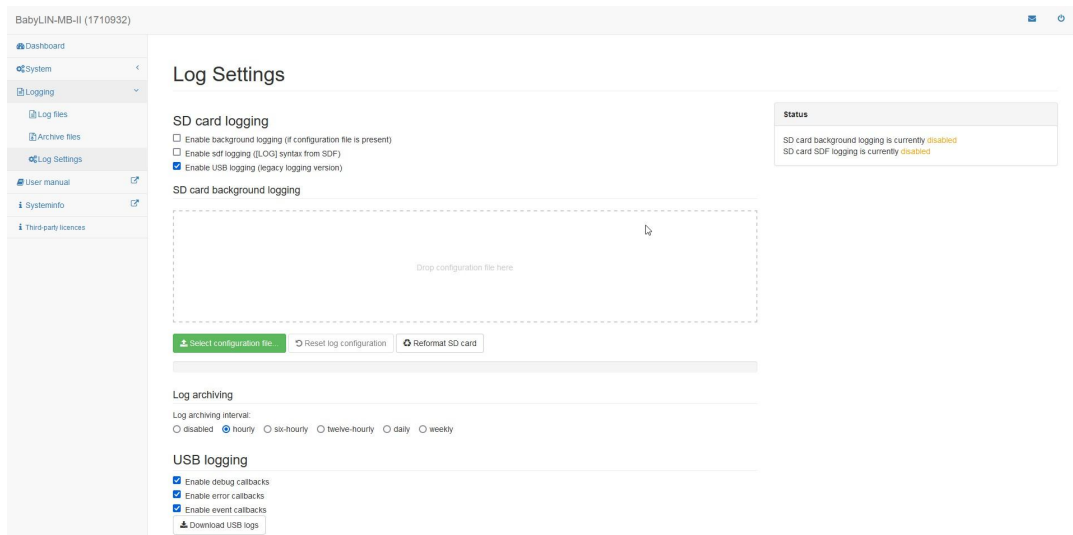 BabyLIN-MB-II (1710932)
Dashboard
System
Logging
Log files
Archive files
Log Settings
User manual
Systeminfo
Third-party licences
Log Settings
SD card logging
Enable background logging (if configuration file is present)
Enable sdf logging ([LOG] syntax from SDF)
Enable USB logging (legacy logging version)
SD card background logging
Drop configuration file here
Select configuration file... Reset log configuration Reformat SD card
Log archiving
Log archiving interval:
disabled hourly six-hourly twelve-hourly daily weekly
USB logging
Enable debug callbacks
Enable error callbacks
Enable event callbacks
Download USB logs
Status
SD card background logging is currently disabled
SD card SDF logging is currently disabled